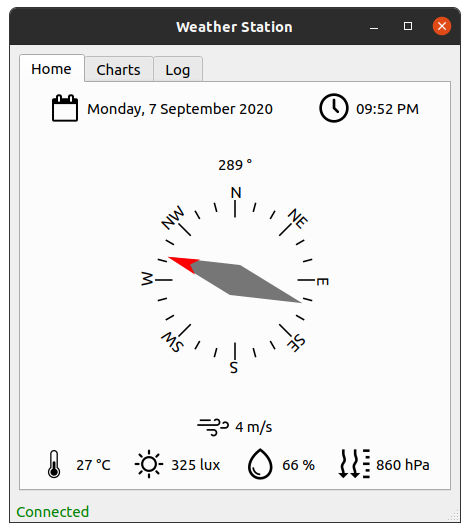 Weather Station
Home Charts Log
Monday, 7 September 2020 09:52 PM
289 °
N
NW NE
W E
SW SE
S
4 m/s
27 °C 325 lux 66 % 860 hPa
Connected